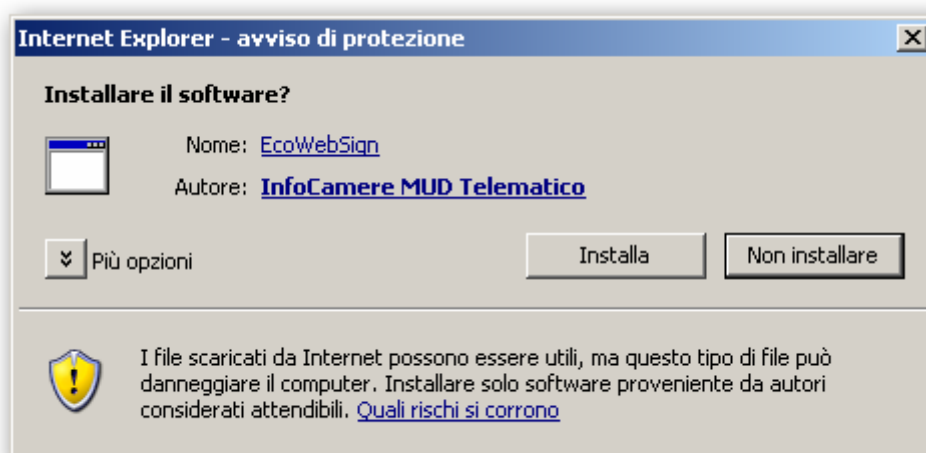 Internet Explorer - avviso di protezione
Installare il software?
Nome: EcoWebSign
Autore: InfoCamere MUD Telematico
Più opzioni
Installa
Non installare
I file scaricati da Internet possono essere utili, ma questo tipo di file può
danneggiare il computer. Installare solo software proveniente da autori
considerati attendibili. Quali rischi si corrono